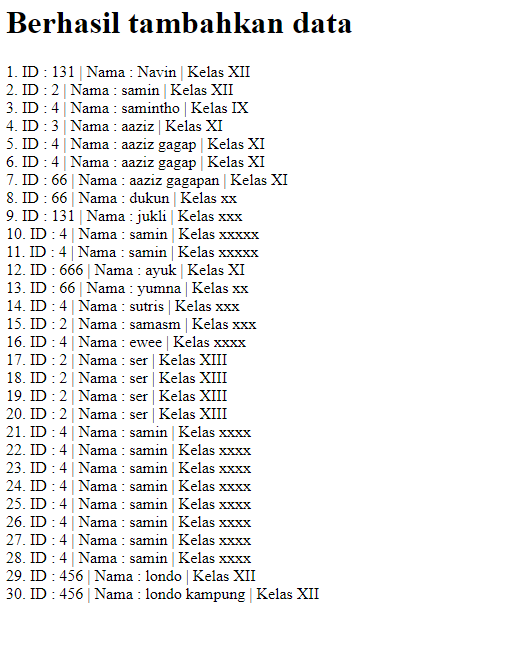 Berhasil tambahkan data
1. ID : 131 | Nama : Navin | Kelas XII
2. ID : 2 | Nama : samin | Kelas XII
3. ID : 4 | Nama : samintho | Kelas IX
4. ID : 3 | Nama : aaziz | Kelas XI
5. ID : 4 | Nama : aaziz gagap | Kelas XI
6. ID : 4 | Nama : aaziz gagap | Kelas XI
7. ID : 66 | Nama : aaziz gagapan | Kelas XI
8. ID : 66 | Nama : dukun | Kelas xx
9. ID : 131 | Nama : jukli | Kelas xxx
10. ID : 4 | Nama : samin | Kelas xxxxx
11. ID : 4 | Nama : samin | Kelas xxxxx
12. ID : 666 | Nama : ayuk | Kelas XI
13. ID : 66 | Nama : yumna | Kelas xx
14. ID : 4 | Nama : sutris | Kelas xxx
15. ID : 2 | Nama : samasm | Kelas xxx
16. ID : 4 | Nama : ewee | Kelas xxxx
17. ID : 2 | Nama : ser | Kelas XIII
18. ID : 2 | Nama : ser | Kelas XIII
19. ID : 2 | Nama : ser | Kelas XIII
20. ID : 2 | Nama : ser | Kelas XIII
21. ID : 4 | Nama : samin | Kelas xxxx
22. ID : 4 | Nama : samin | Kelas xxxx
23. ID : 4 | Nama : samin | Kelas xxxx
24. ID : 4 | Nama : samin | Kelas xxxx
25. ID : 4 | Nama : samin | Kelas xxxx
26. ID : 4 | Nama : samin | Kelas xxxx
27. ID : 4 | Nama : samin | Kelas xxxx
28. ID : 4 | Nama : samin | Kelas xxxx
29. ID : 456 | Nama : londo | Kelas XII
30. ID : 456 | Nama : londo kampung | Kelas XII